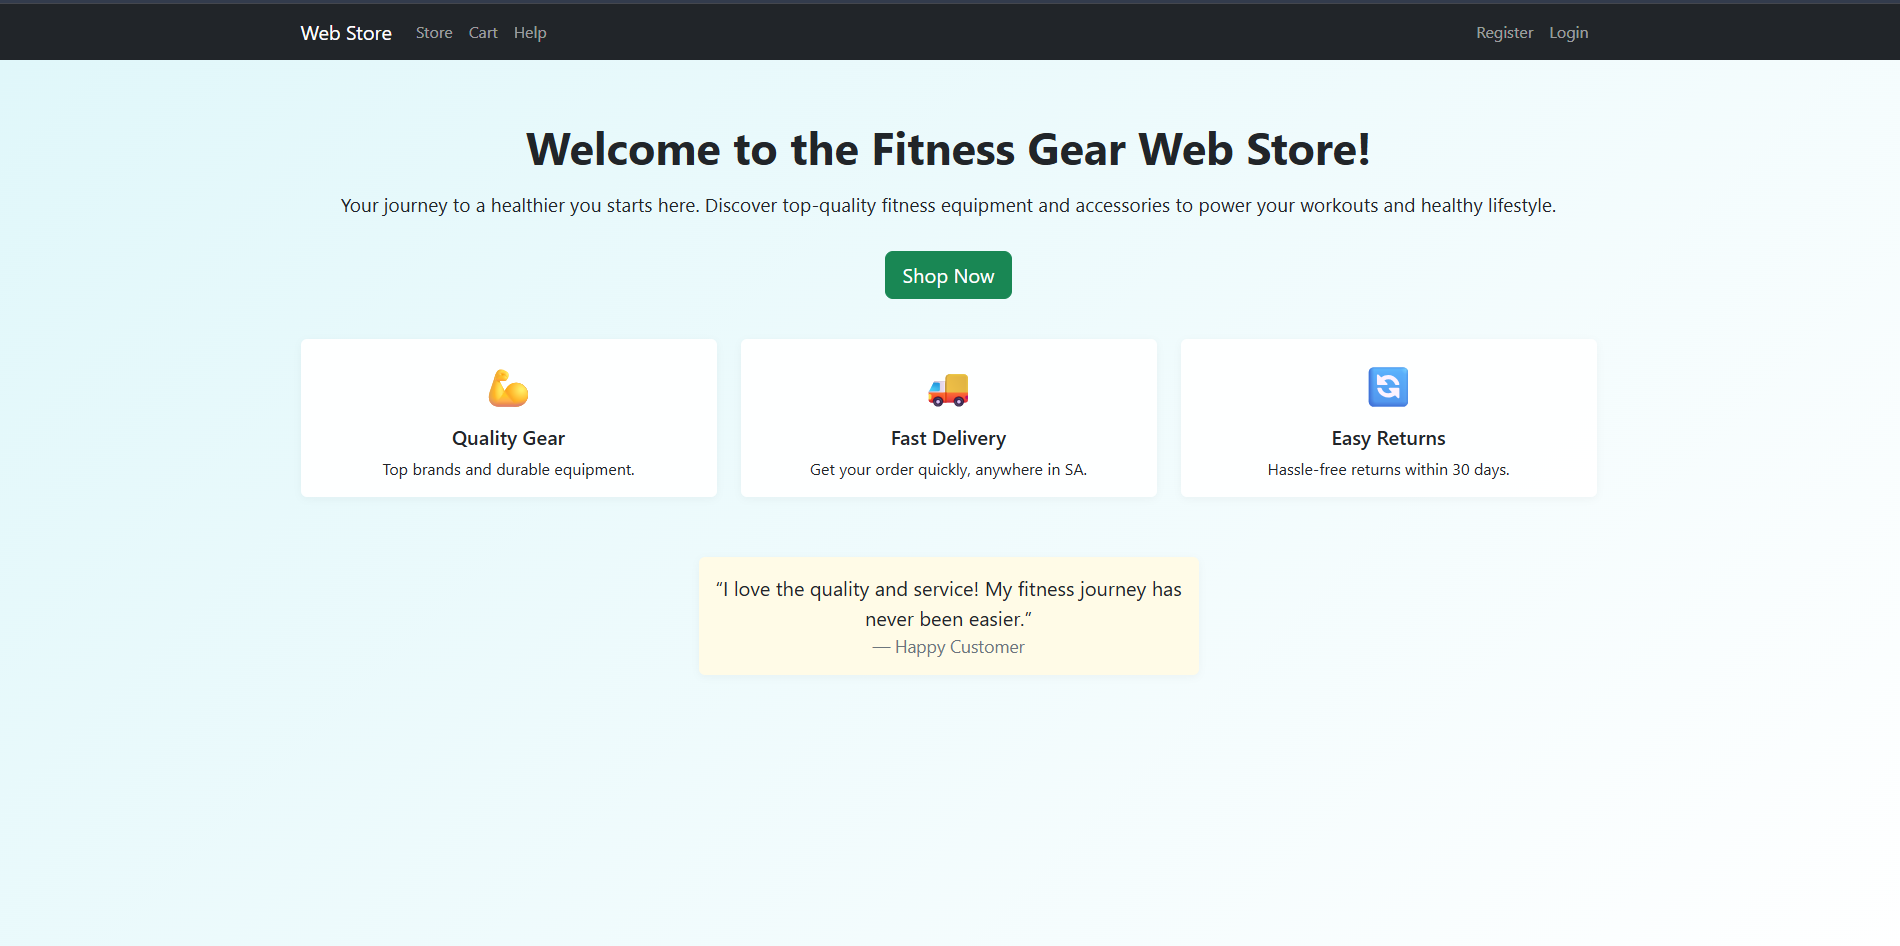 Web Store Store Cart Help Register Login
Welcome to the Fitness Gear Web Store!
Your journey to a healthier you starts here. Discover top-quality fitness equipment and accessories to power your workouts and healthy lifestyle.
Shop Now
Quality Gear
Top brands and durable equipment.
Fast Delivery
Get your order quickly, anywhere in SA.
Easy Returns
Hassle-free returns within 30 days.
“I love the quality and service! My fitness journey has
never been easier.”
— Happy Customer